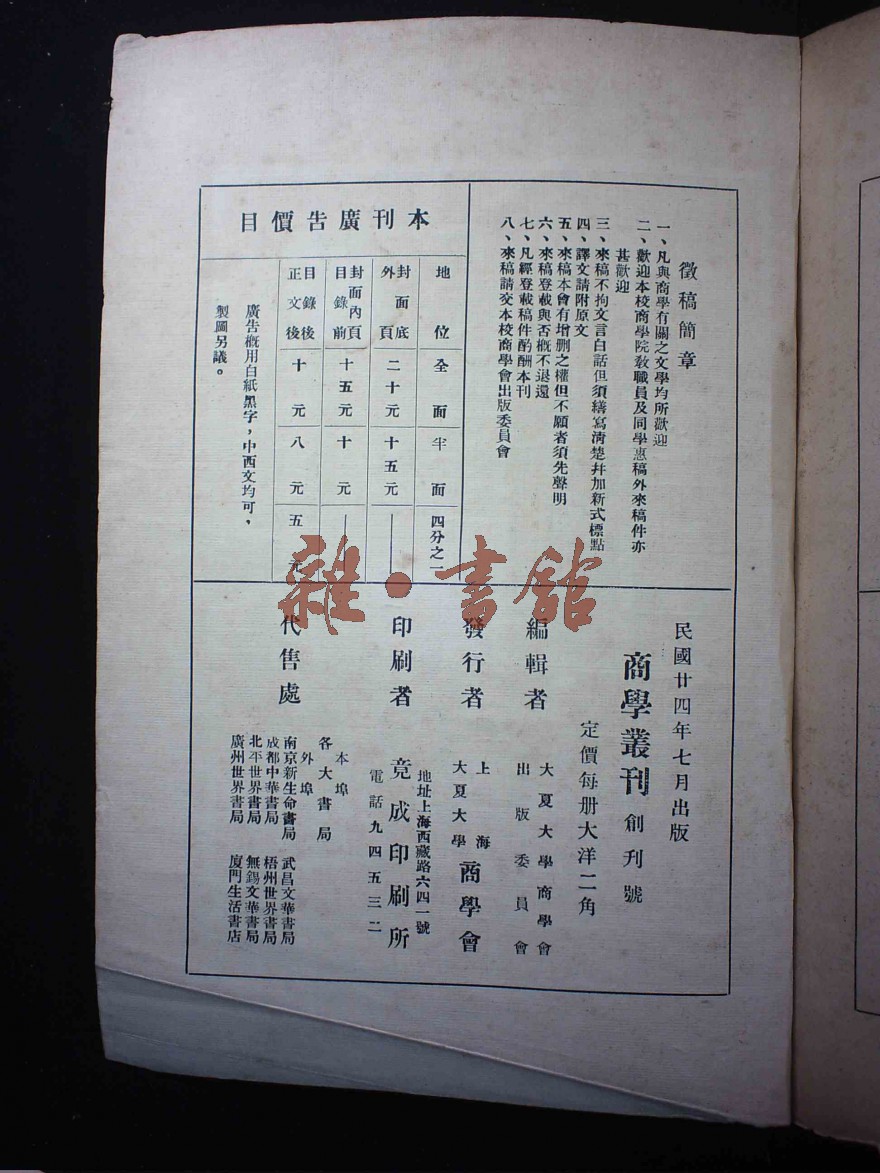 徵稿簡章
一、凡與商學有關之文學均所歡迎
二、歡迎本校商學院敎職員及同學惠稿外來稿件亦
甚歡迎
三、來稿不拘文言白話但須繕寫清楚幷加新式標點
四、譯文請附原文
五、來稿本會有增删之權但不願者須先聲明
六、來稿登載與否槪不退還
七、凡經登載稿件酌酬本刊
八、來稿請交本校商學會出版委員會
本刊廣告價目
地位 全面 半面 四分之一
封面底外頁 二十元 十五元 ——
封面內頁目錄前 十五元 十元 ——
目錄後正文後 十元 八元 五元
廣告槪用白紙黑字，中西文均可，
製圖另議。
民國廿四年七月出版
商學叢刊 創刊號
定價每册大洋二角
編輯者
大夏大學商學會
出版委員會
發行者
上海
大夏大學
商學會
印刷者
竟成印刷所
地址上海西藏路六四一號
電話九四五三二
代售處
本埠
各大書局
外埠
南京新生命書局 武昌文華書局
成都中華書局 梧州世界書局
北平世界書局 無錫文華書局
廣州世界書局 廈門生活書店
雜·書館